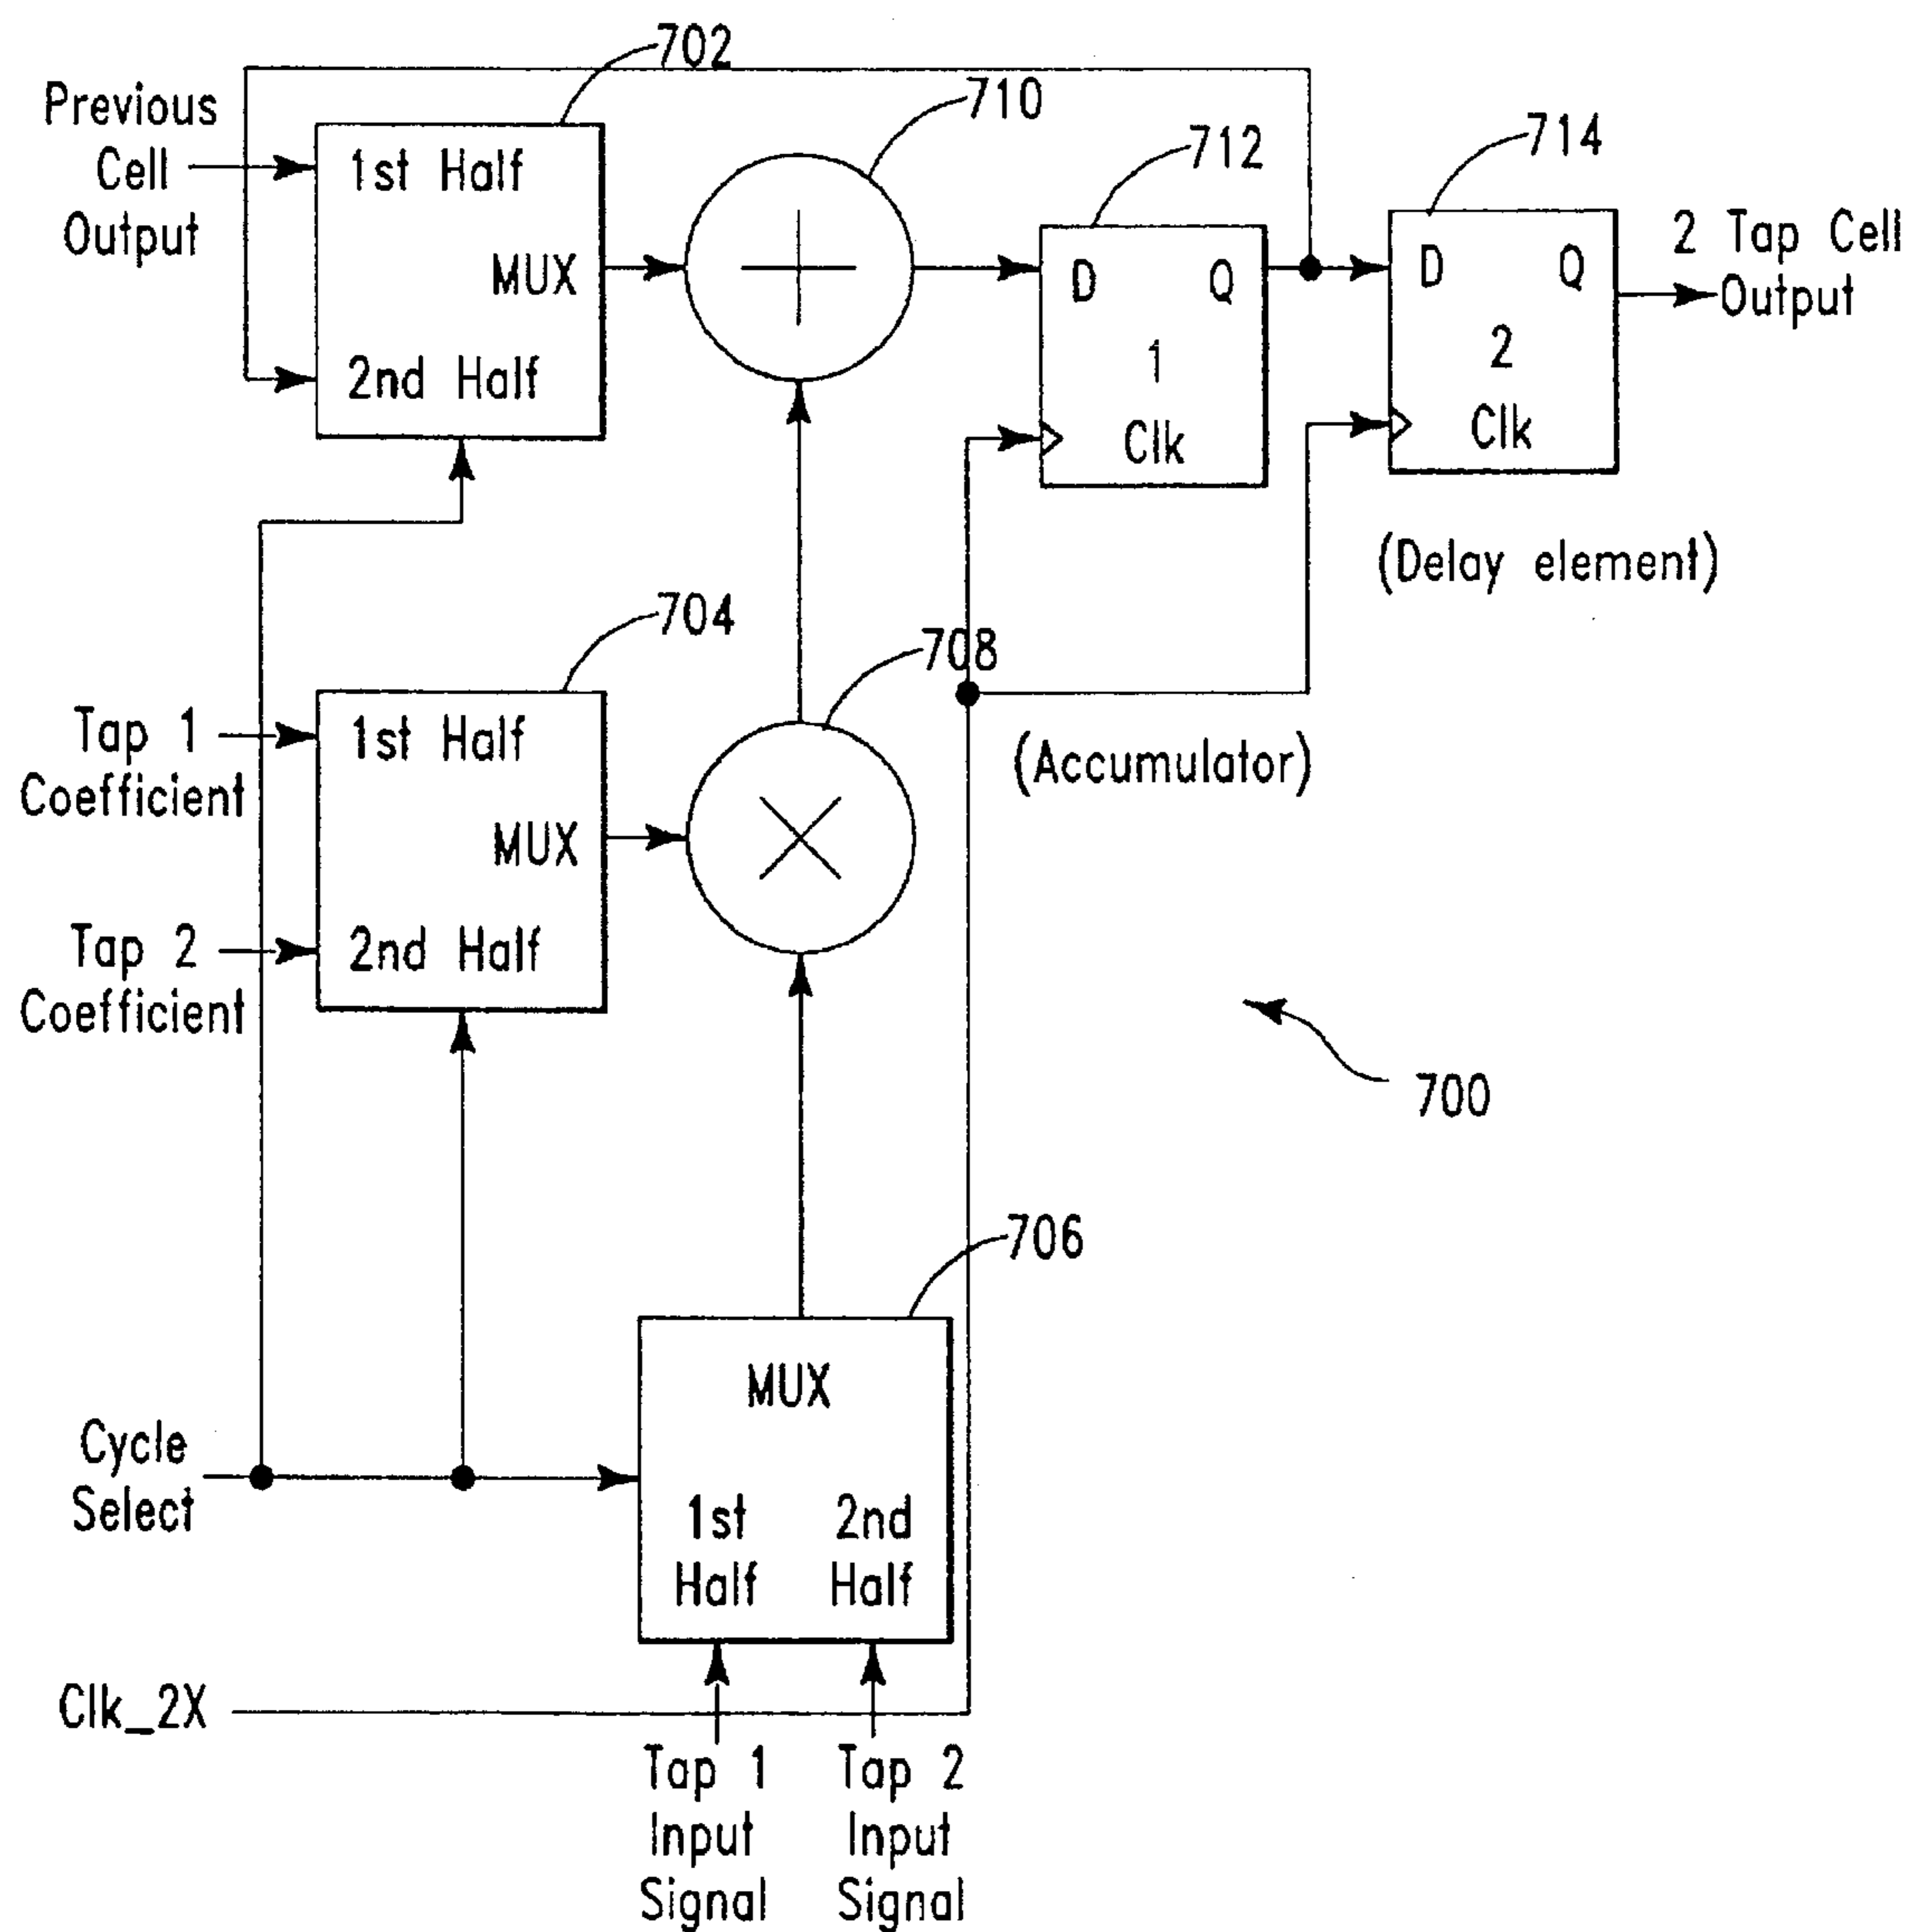 702
Previous
Cell
Output
1st Half
MUX
2nd Half
710
712
D Q
1
Clk
714
D Q
2
Clk
2 Tap Cell
Output
(Delay element)
704
Tap 1
Coefficient
1st Half
MUX
Tap 2
Coefficient
2nd Half
708
(Accumulator)
700
706
Cycle
Select
MUX
1st 2nd
Half Half
Clk_2X
Tap 1
Input
Signal
Tap 2
Input
Signal